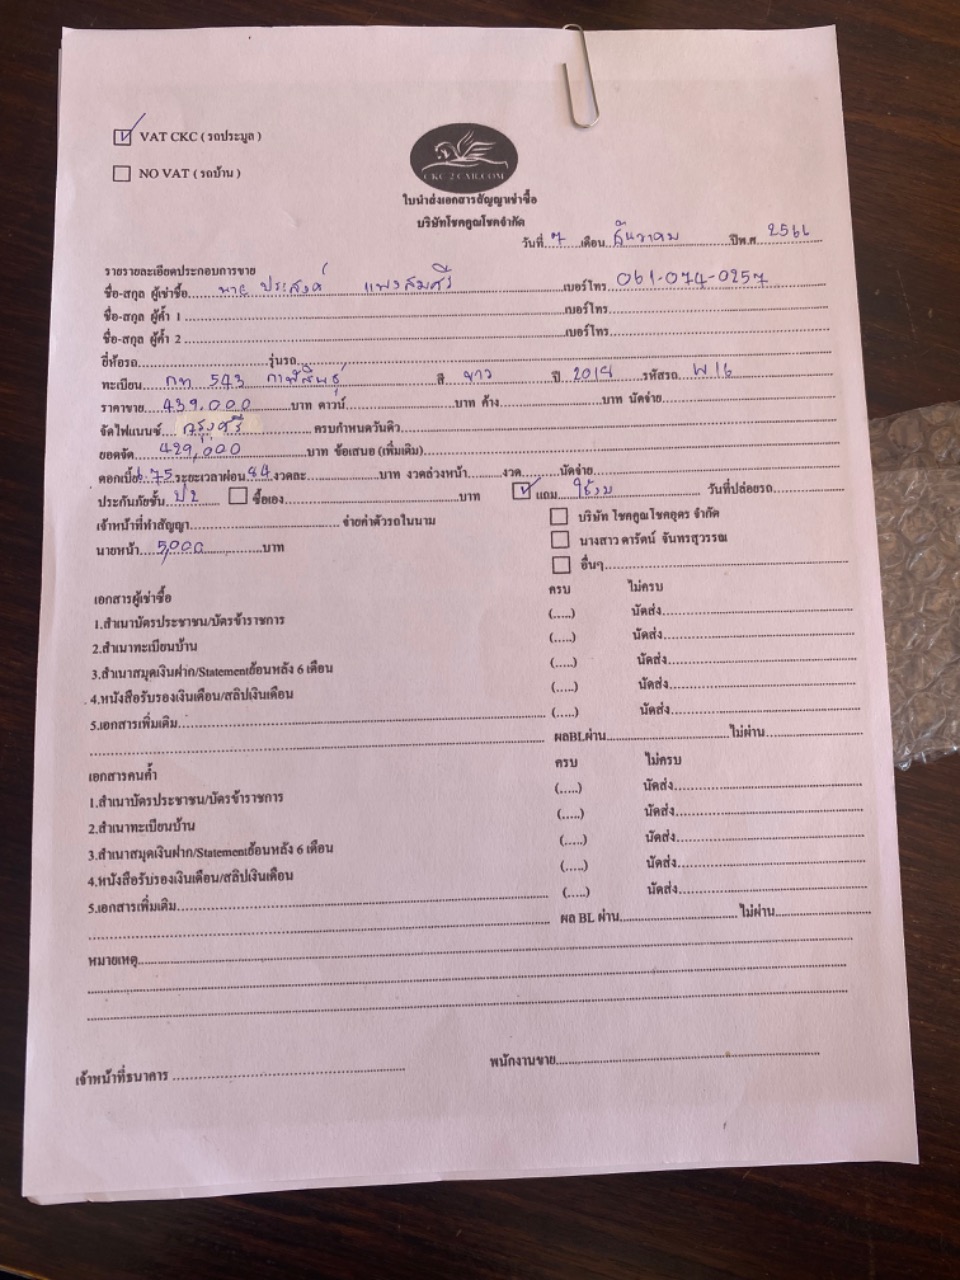 ☑ VAT CKC ( รถประมูล )
☐ NO VAT ( รถบ้าน )
CKC 2 CAR.COM
ใบนำส่งเอกสารสัญญาเช่าซื้อ
บริษัทโชคคูณโชคจำกัด
วันที่ 7 เดือน ธันวาคม ปีพ.ศ. 2566
รายรายละเอียดประกอบการขาย
ชื่อ-สกุล ผู้เช่าซื้อ นาย ประสงค์ แพงสมศรี เบอร์โทร 061-074-0257
ชื่อ-สกุล ผู้ค้ำ 1 เบอร์โทร
ชื่อ-สกุล ผู้ค้ำ 2 เบอร์โทร
ยี่ห้อรถ รุ่นรถ
ทะเบียน กท 543 กาฬสินธุ์ สี ขาว ปี 2018 รหัสรถ W16
ราคาขาย 439,000 บาท ดาวน์ บาท ค้าง บาท นัดจ่าย
จัดไฟแนนซ์ กรุงศรี ครบกำหนดวันคิว
ยอดจัด 429,000 บาท ข้อเสนอ (เพิ่มเติม)
ดอกเบี้ย .75 ระยะเวลาผ่อน 84 งวดละ บาท งวดล่วงหน้า งวด นัดจ่าย
ประกันภัยชั้น ป2 ☐ ซื้อเอง บาท ☑ แถม วันที่ปล่อยรถ
เจ้าหน้าที่ทำสัญญา จ่ายค่าตัวรถในนาม ☐ บริษัท โชคคูณโชคอุดร จำกัด
นายหน้า 5,000 บาท ☐ นางสาว ดารัตน์ จันทรสุวรรณ
☐ อื่นๆ
เอกสารผู้เช่าซื้อ ครบ ไม่ครบ
1.สำเนาบัตรประชาชน/บัตรข้าราชการ (.....) นัดส่ง
2.สำเนาทะเบียนบ้าน (.....) นัดส่ง
3.สำเนาสมุดเงินฝาก/Statementย้อนหลัง 6 เดือน (.....) นัดส่ง
4.หนังสือรับรองเงินเดือน/สลิปเงินเดือน (.....) นัดส่ง
5.เอกสารเพิ่มเติม (.....) นัดส่ง
ผลBLผ่าน ไม่ผ่าน
เอกสารคนค้ำ ครบ ไม่ครบ
1.สำเนาบัตรประชาชน/บัตรข้าราชการ (.....) นัดส่ง
2.สำเนาทะเบียนบ้าน (.....) นัดส่ง
3.สำเนาสมุดเงินฝาก/Statementย้อนหลัง 6 เดือน (.....) นัดส่ง
4.หนังสือรับรองเงินเดือน/สลิปเงินเดือน (.....) นัดส่ง
5.เอกสารเพิ่มเติม (.....) นัดส่ง
ผล BL ผ่าน ไม่ผ่าน
หมายเหตุ
เจ้าหน้าที่ธนาคาร พนักงานขาย